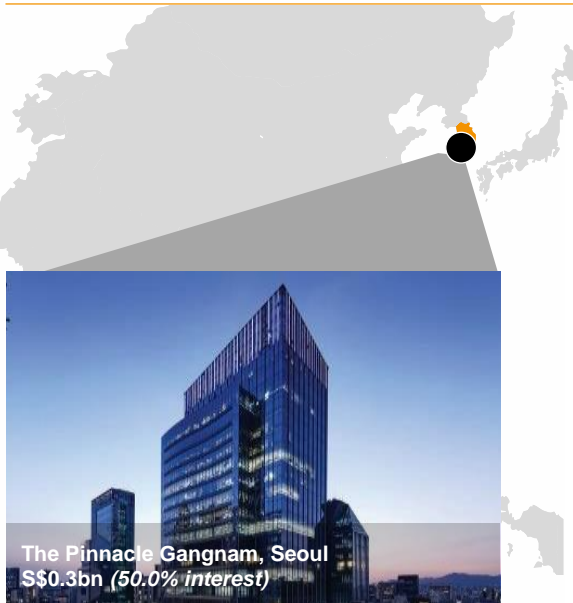 The Pinnacle Gangnam, Seoul
S$0.3bn (50.0% interest)